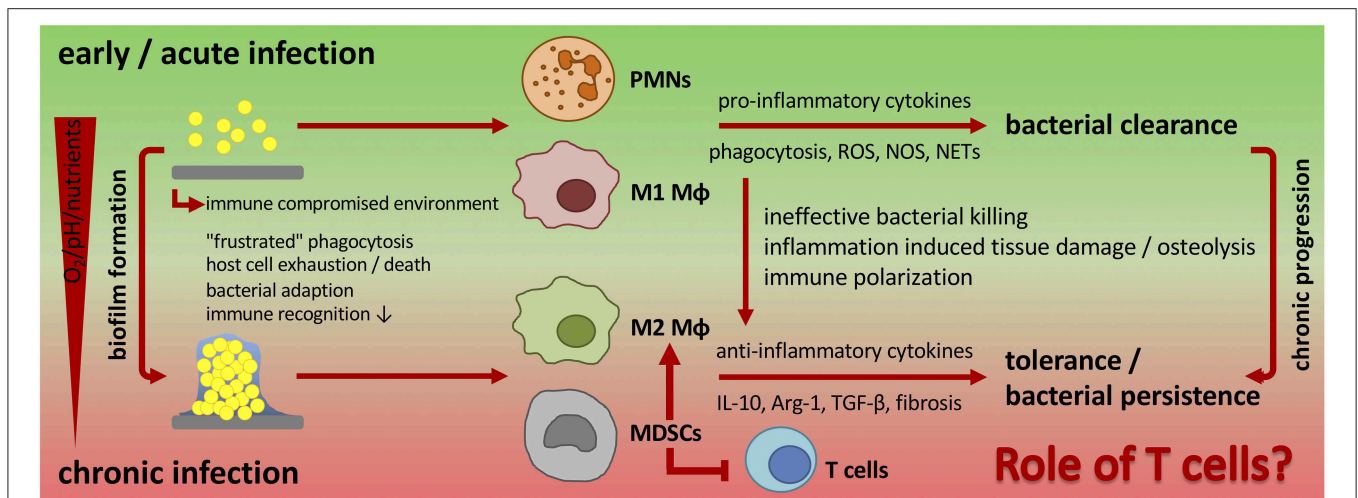 early / acute infection
PMNs
pro-inflammatory cytokines
bacterial clearance
phagocytosis, ROS, NOS, NETs
O₂/pH/nutrients
biofilm formation
M1 Mϕ
immune compromised environment
"frustrated" phagocytosis
host cell exhaustion / death
bacterial adaption
immune recognition ↓
ineffective bacterial killing
inflammation induced tissue damage / osteolysis
immune polarization
chronic progression
M2 Mϕ
anti-inflammatory cytokines
tolerance /
bacterial persistence
IL-10, Arg-1, TGF-β, fibrosis
MDSCs
chronic infection
T cells
Role of T cells?